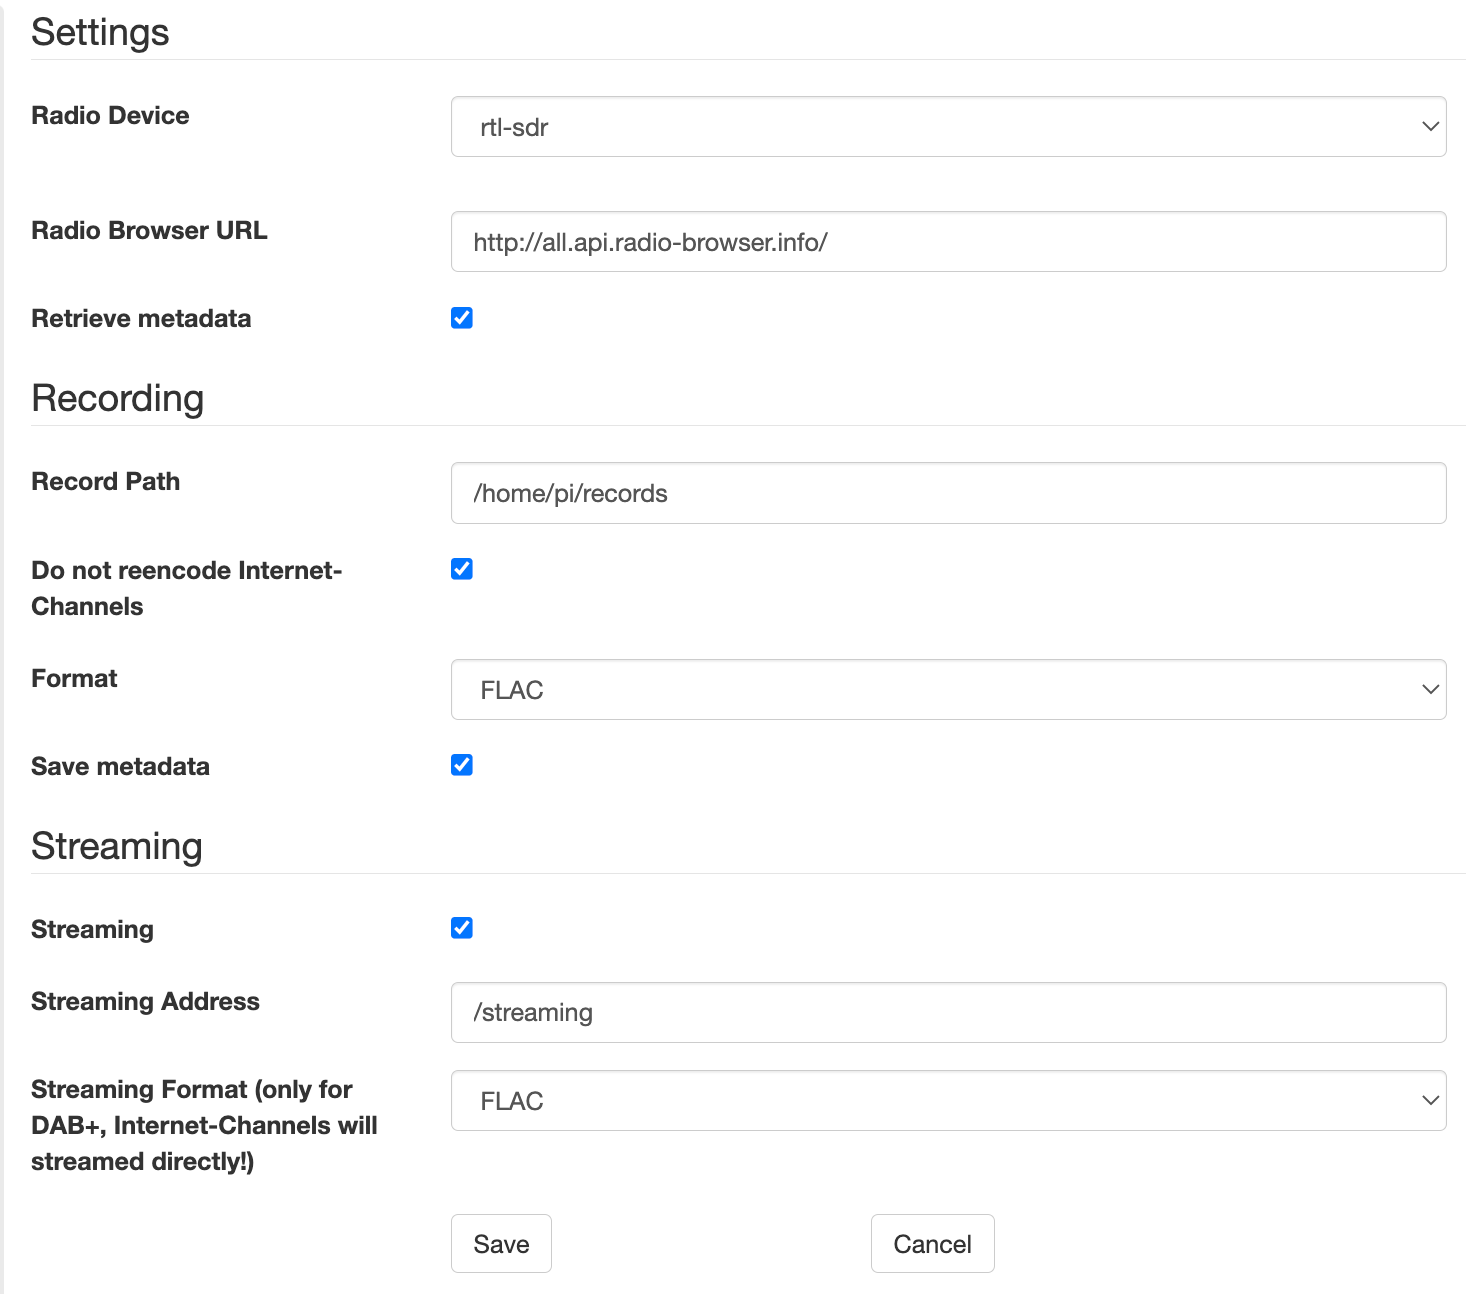 Settings
Radio Device
rtl-sdr
Radio Browser URL
http://all.api.radio-browser.info/
Retrieve metadata
Recording
Record Path
/home/pi/records
Do not reencode Internet-
Channels
Format
FLAC
Save metadata
Streaming
Streaming
Streaming Address
/streaming
Streaming Format (only for
DAB+, Internet-Channels will
streamed directly!)
FLAC
Save
Cancel